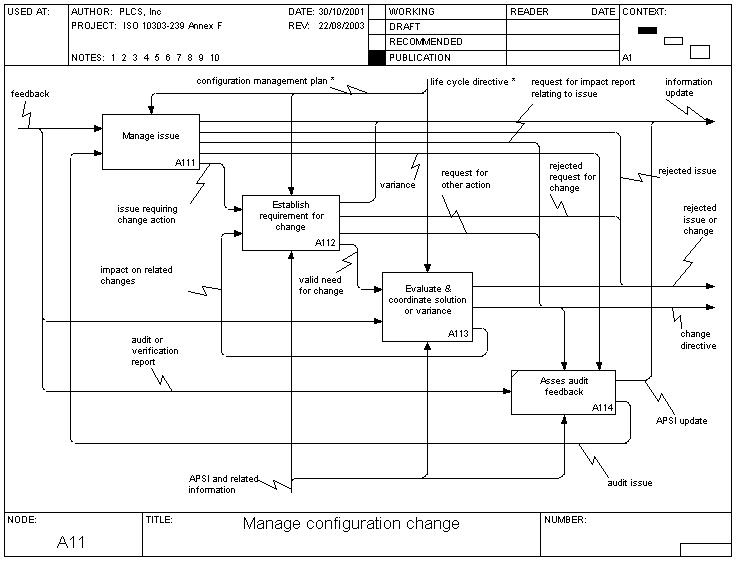 USED AT:
AUTHOR: PLCS, Inc
DATE: 30/10/2001
PROJECT: ISO 10303-239 Annex F
REV: 22/08/2003
NOTES: 1 2 3 4 5 6 7 8 9 10
WORKING
DRAFT
RECOMMENDED
PUBLICATION
READER
DATE
CONTEXT:
A1
feedback
configuration management plan *
life cycle directive *
request for impact report
relating to issue
information
update
Manage issue
A111
variance
request for
other action
rejected
request for
change
rejected issue
issue requiring
change action
Establish
requirement for
change
A112
rejected
issue or
change
impact on related
changes
valid need
for change
Evaluate &
coordinate solution
or variance
A113
change
directive
audit or
verification
report
Asses audit
feedback
A114
APSI update
APSI and related
information
audit issue
NODE:
A11
TITLE:
Manage configuration change
NUMBER: